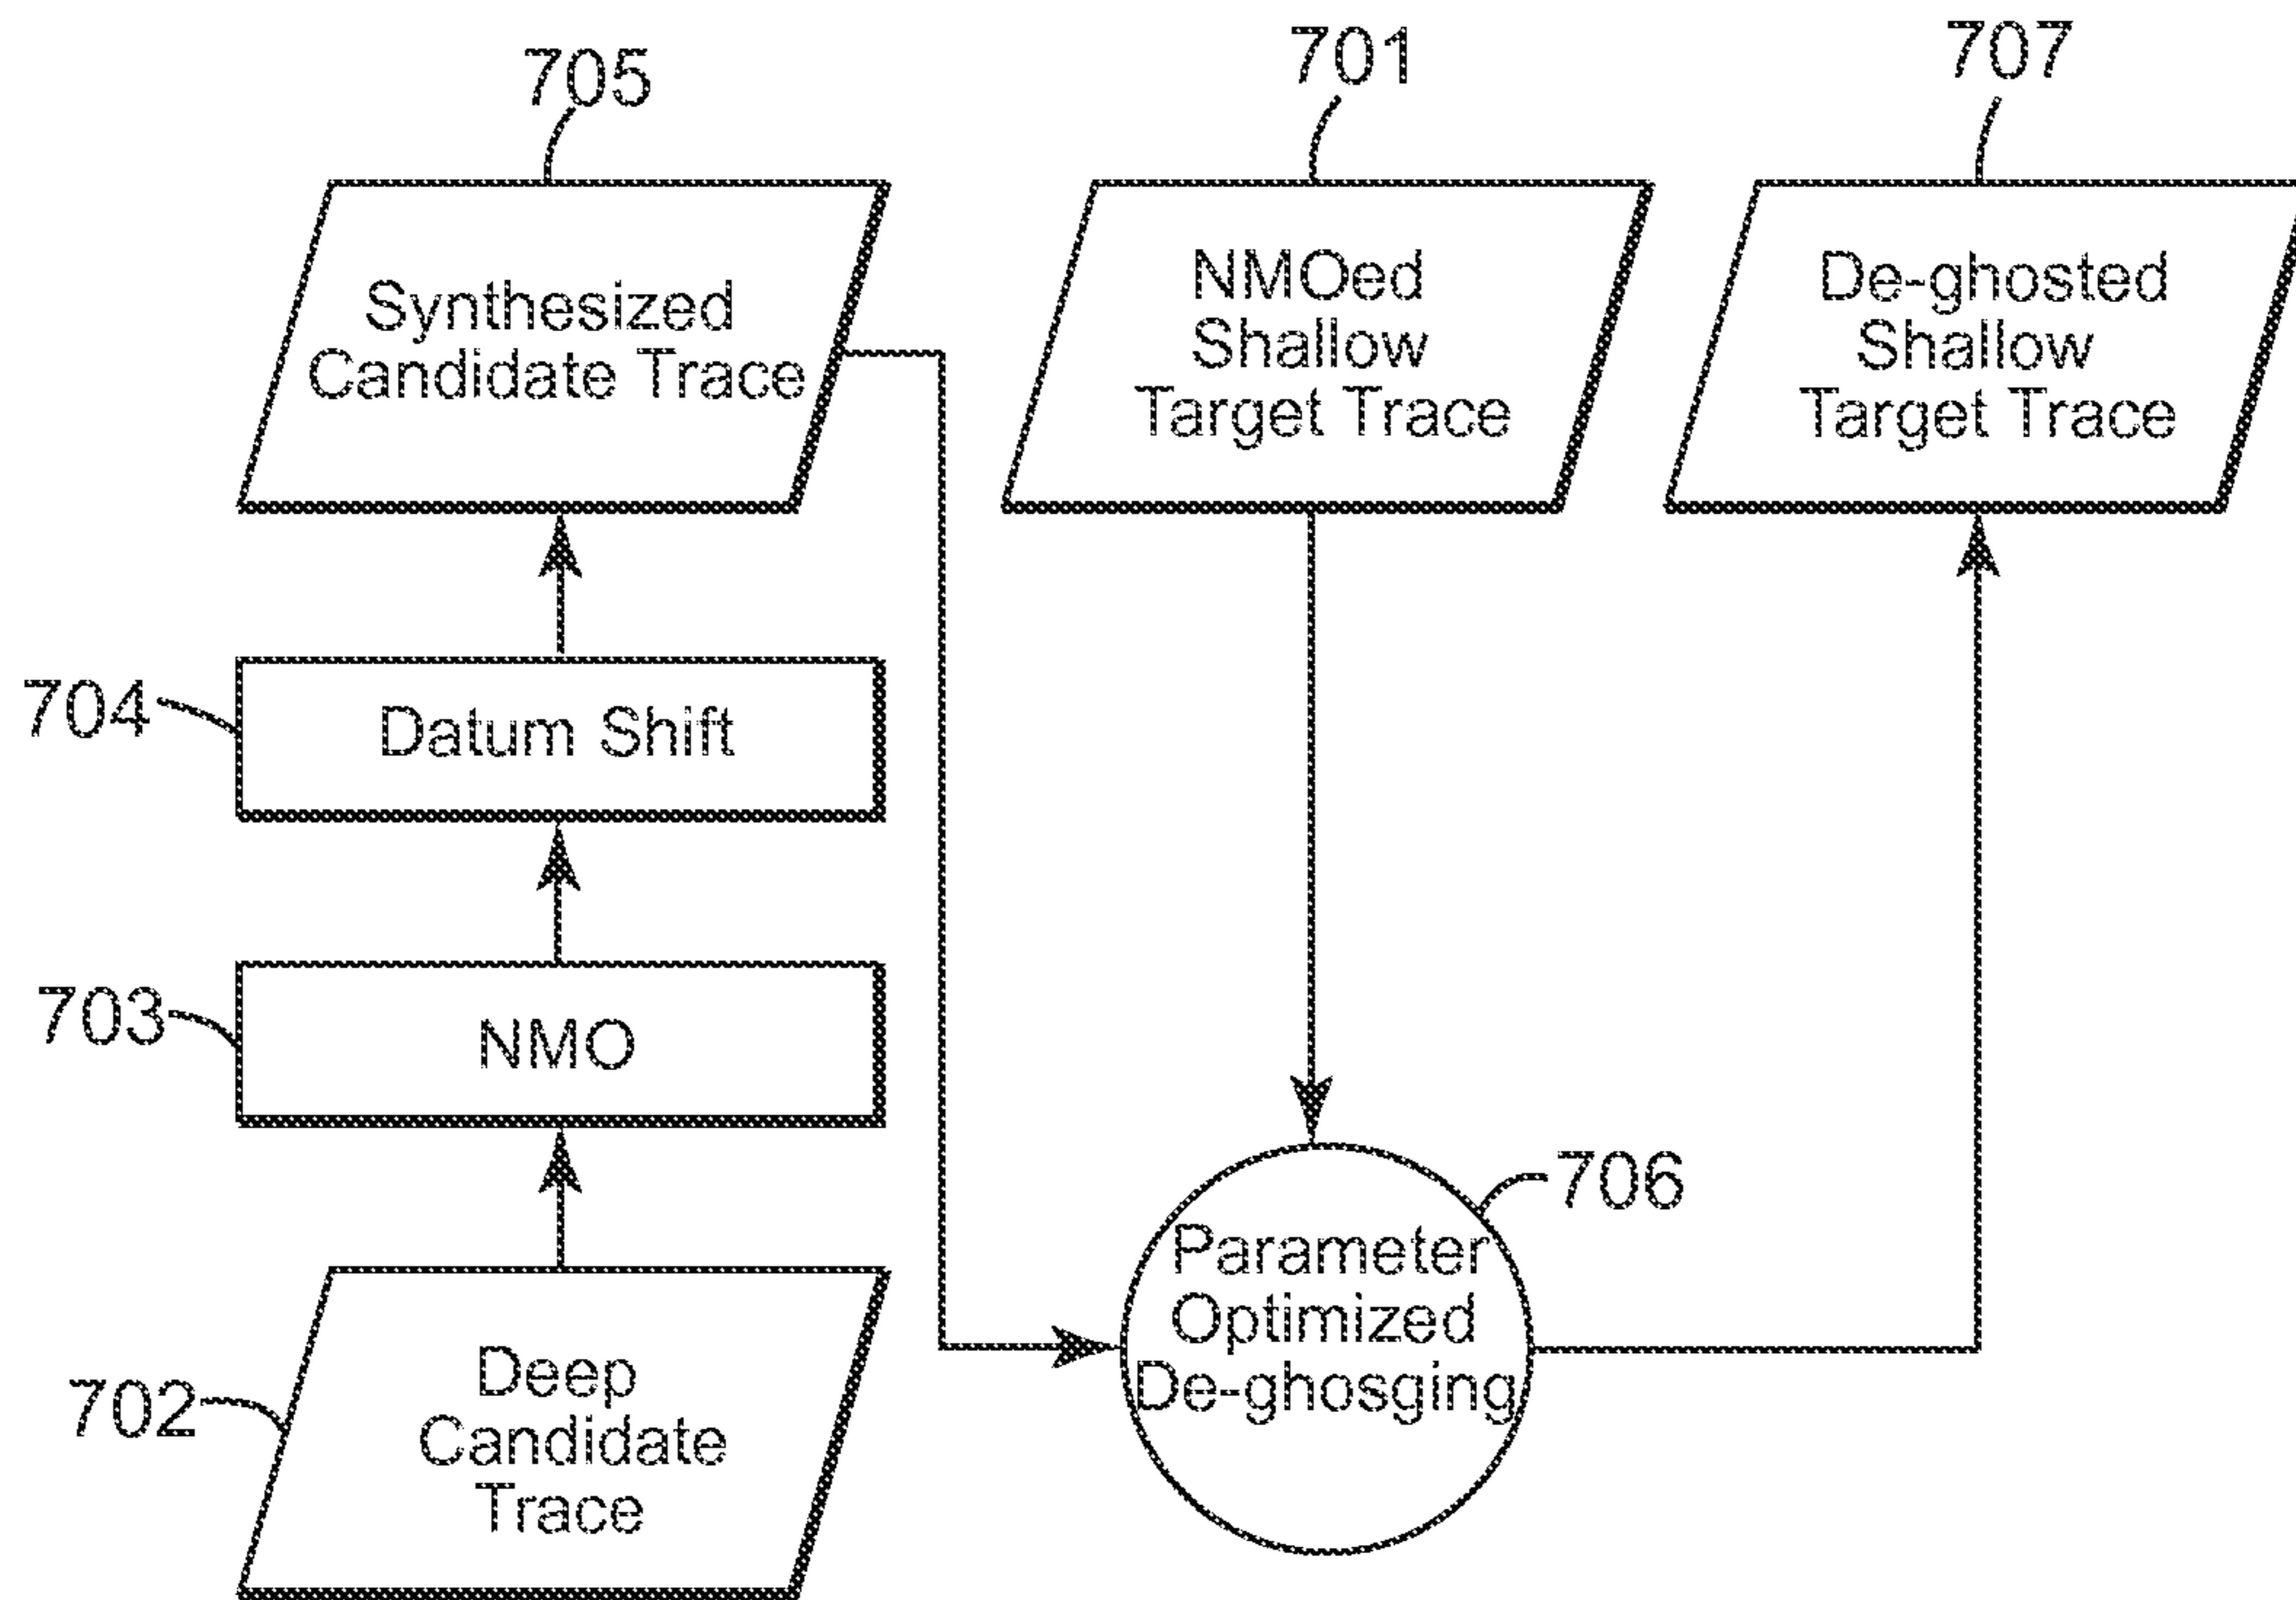 705
701
707
Synthesized
Candidate Trace
NMOed
Shallow
Target Trace
De-ghosted
Shallow
Target Trace
704
Datum Shift
703
NMO
706
Parameter
Optimized
De-ghosging
702
Deep
Candidate
Trace